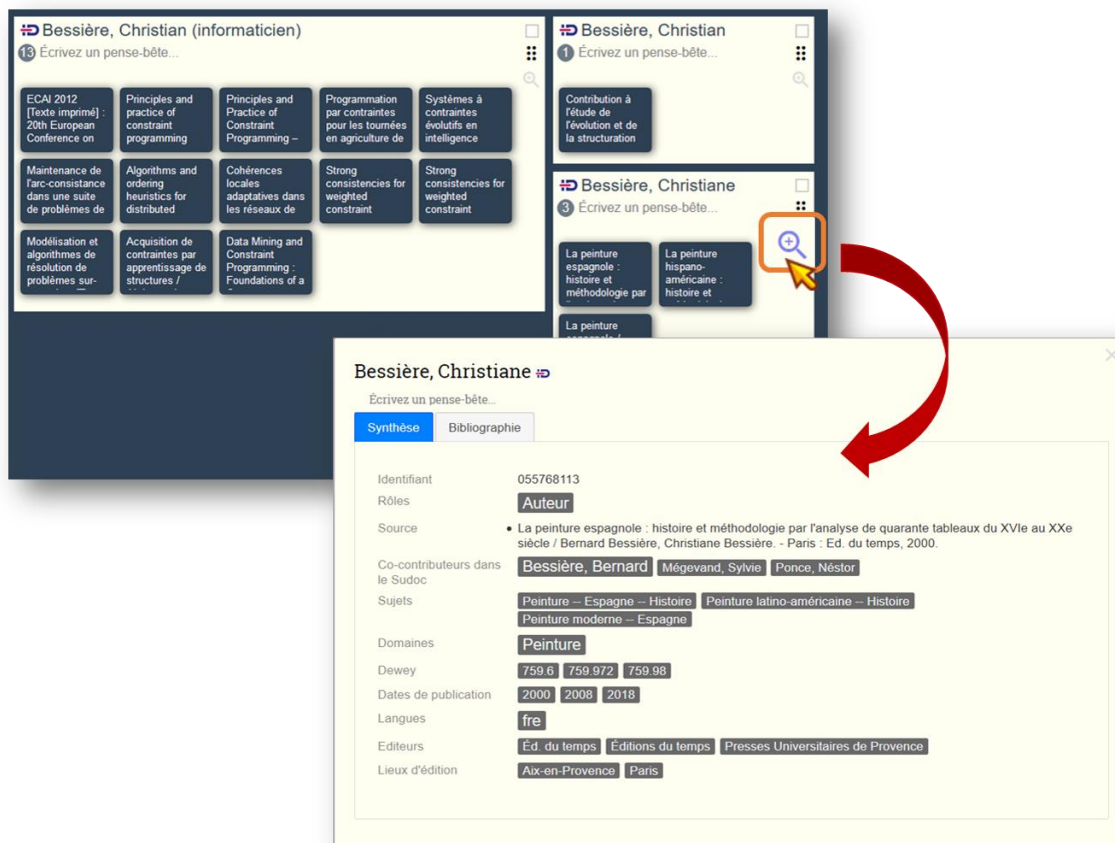 Bessière, Christian (informaticien)
13 Écrivez un pense-bête...
ECAI 2012
[Texte imprimé] :
20th European
Conference on
Principles and
practice of
constraint
programming
Principles and
Practice of
Constraint
Programming –
Programmation
par contraintes
pour les tournées
en agriculture de
Systèmes à
contraintes
évolutifs en
intelligence
Maintenance de
l'arc-consistance
dans une suite
de problèmes de
Algorithms and
ordering
heuristics for
distributed
Cohérences
locales
adaptatives dans
les réseaux de
Strong
consistencies for
weighted
constraint
Strong
consistencies for
weighted
constraint
Modélisation et
algorithmes de
résolution de
problèmes sur-
Acquisition de
contraintes par
apprentissage de
structures /
Data Mining and
Constraint
Programming :
Foundations of a
Bessière, Christian
1 Écrivez un pense-bête...
Contribution à
l'étude de
l'évolution et de
la structuration
Bessière, Christiane
3 Écrivez un pense-bête...
La peinture
espagnole :
histoire et
méthodologie par
La peinture
hispano-
américaine :
histoire et
La peinture
Bessière, Christiane
Écrivez un pense-bête...
Synthèse Bibliographie
Identifiant 055768113
Rôles Auteur
Source • La peinture espagnole : histoire et méthodologie par l'analyse de quarante tableaux du XVIe au XXe
siècle / Bernard Bessière, Christiane Bessière. - Paris : Ed. du temps, 2000.
Co-contributeurs dans Bessière, Bernard Mégevand, Sylvie Ponce, Néstor
le Sudoc
Sujets Peinture -- Espagne -- Histoire Peinture latino-américaine -- Histoire
Peinture moderne -- Espagne
Domaines Peinture
Dewey 759.6 759.972 759.98
Dates de publication 2000 2008 2018
Langues fre
Editeurs Éd. du temps Éditions du temps Presses Universitaires de Provence
Lieux d'édition Aix-en-Provence Paris